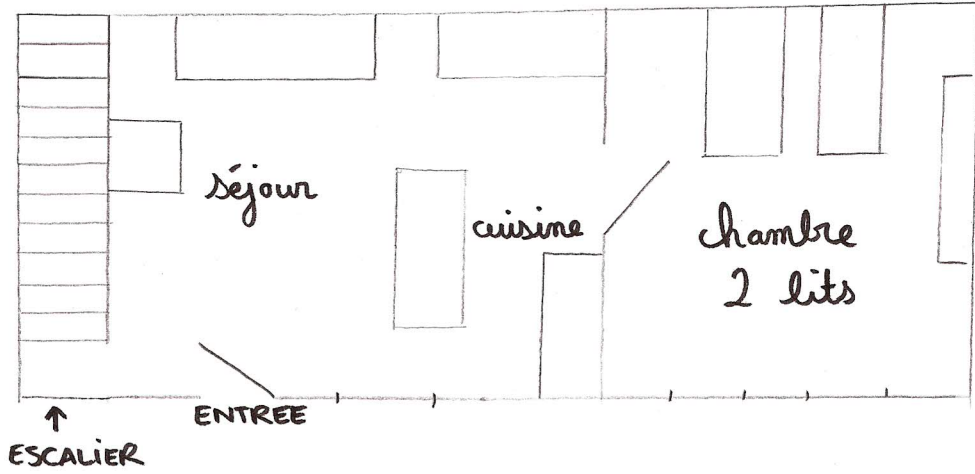 séjour
cuisine
chambre
2 lits
ENTREE
ESCALIER